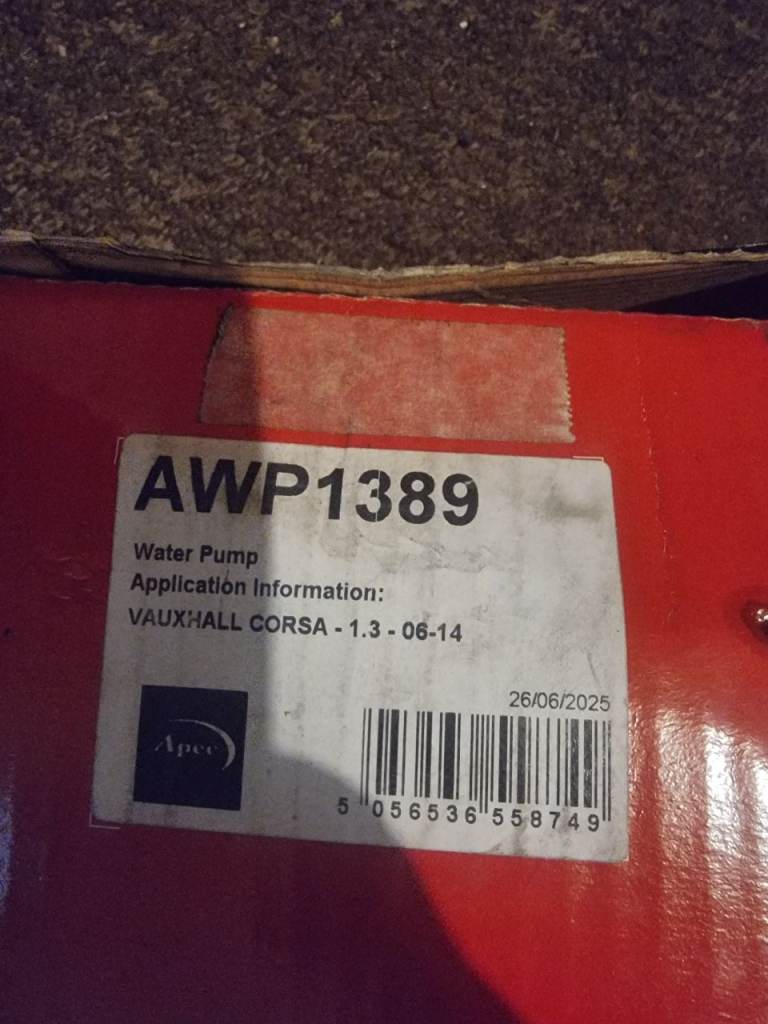 AWP1389
Water Pump
Application Information:
VAUXHALL CORSA - 1.3 - 06-14
26/06/2025
Apec
5 056536 558749